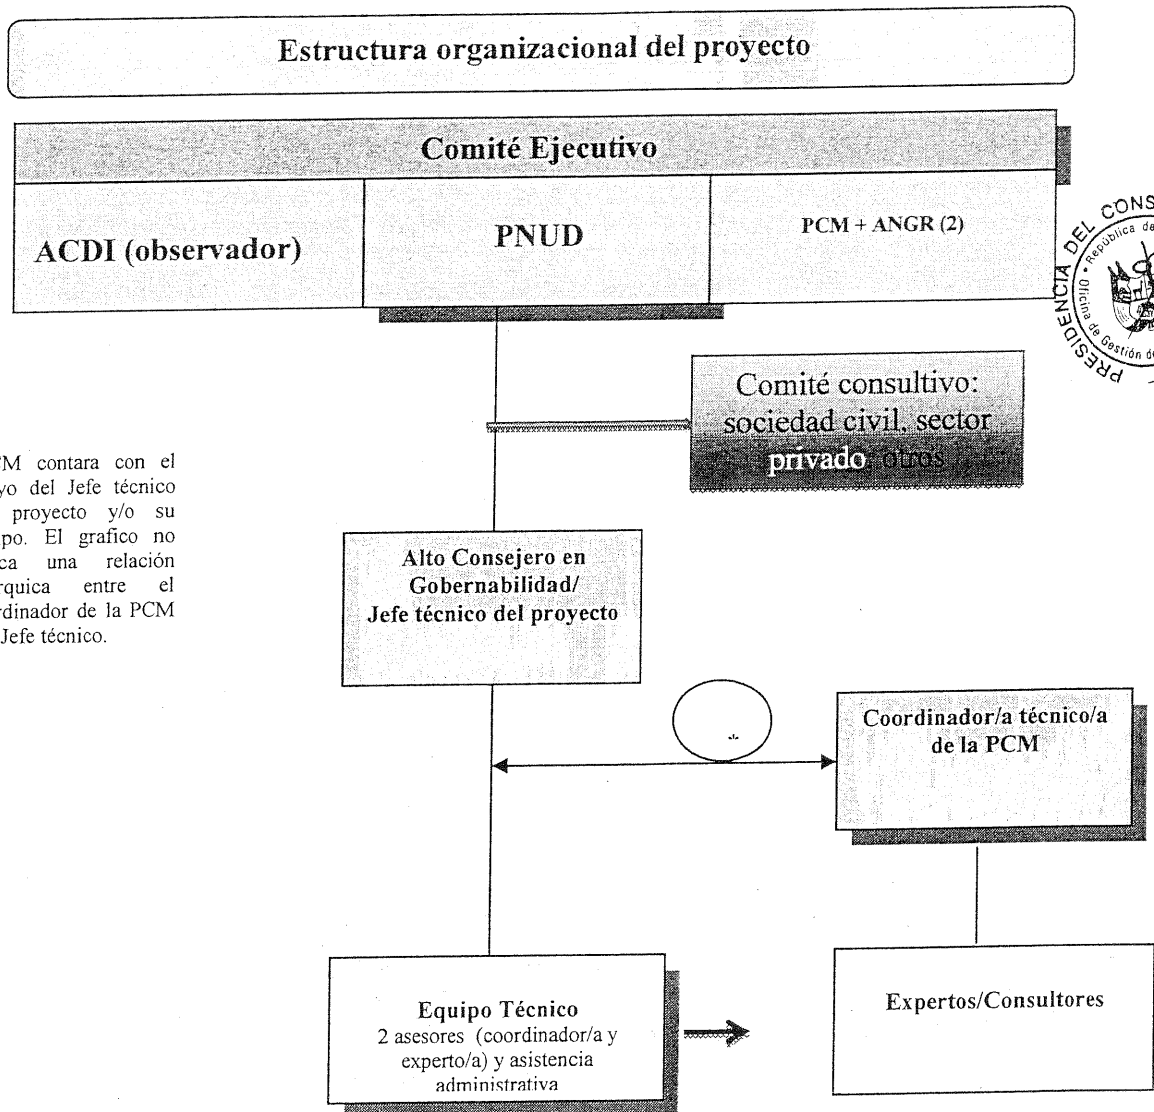 Estructura organizacional del proyecto
Comité Ejecutivo
ACDI (observador)
PNUD
PCM + ANGR (2)
PRESIDENCIA DEL CONS
República de
Oficina de Gestión de
Comité consultivo:
sociedad civil, sector
privado, otros
CM contara con el
yo del Jefe técnico
proyecto y/o su
ipo. El grafico no
ca una relación
rquica entre el
rdinador de la PCM
Jefe técnico.
Alto Consejero en
Gobernabilidad/
Jefe técnico del proyecto
*
Coordinador/a técnico/a
de la PCM
Equipo Técnico
2 asesores (coordinador/a y
experto/a) y asistencia
administrativa
Expertos/Consultores